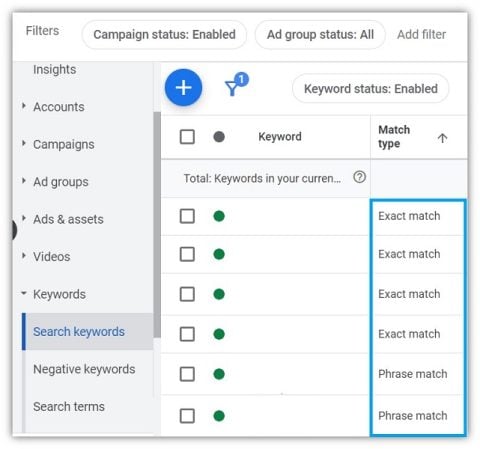 Filters
Campaign status: Enabled
Ad group status: All
Add filter
Insights
Accounts
Campaigns
Ad groups
Ads & assets
Videos
Keywords
Search keywords
Negative keywords
Search terms
1
Keyword status: Enabled
Keyword
Match
type
Total: Keywords in your curren...
Exact match
Exact match
Exact match
Exact match
Phrase match
Phrase match